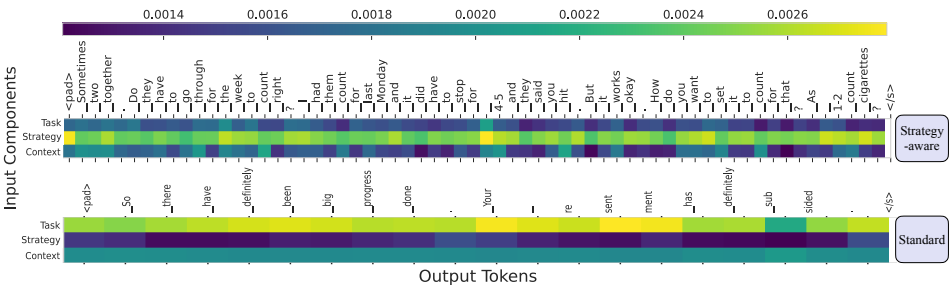 0.0014 0.0016 0.0018 0.0020 0.0022 0.0024 0.0026
Input Components
<pad> Sometimes two together . Do they have to go through for the week to count right ? I had them count for last Monday and it did have to stop for 4-5 and they said you hit . But it works okay . How do you want to set it to count for that ? As 1-2 count cigarettes ? </s>
Task
Strategy
Context
Strategy
-aware
<pad> So there have definitely been big progress done . Your ' re sent ment has definitely sub sided . </s>
Task
Strategy
Context
Standard
Output Tokens